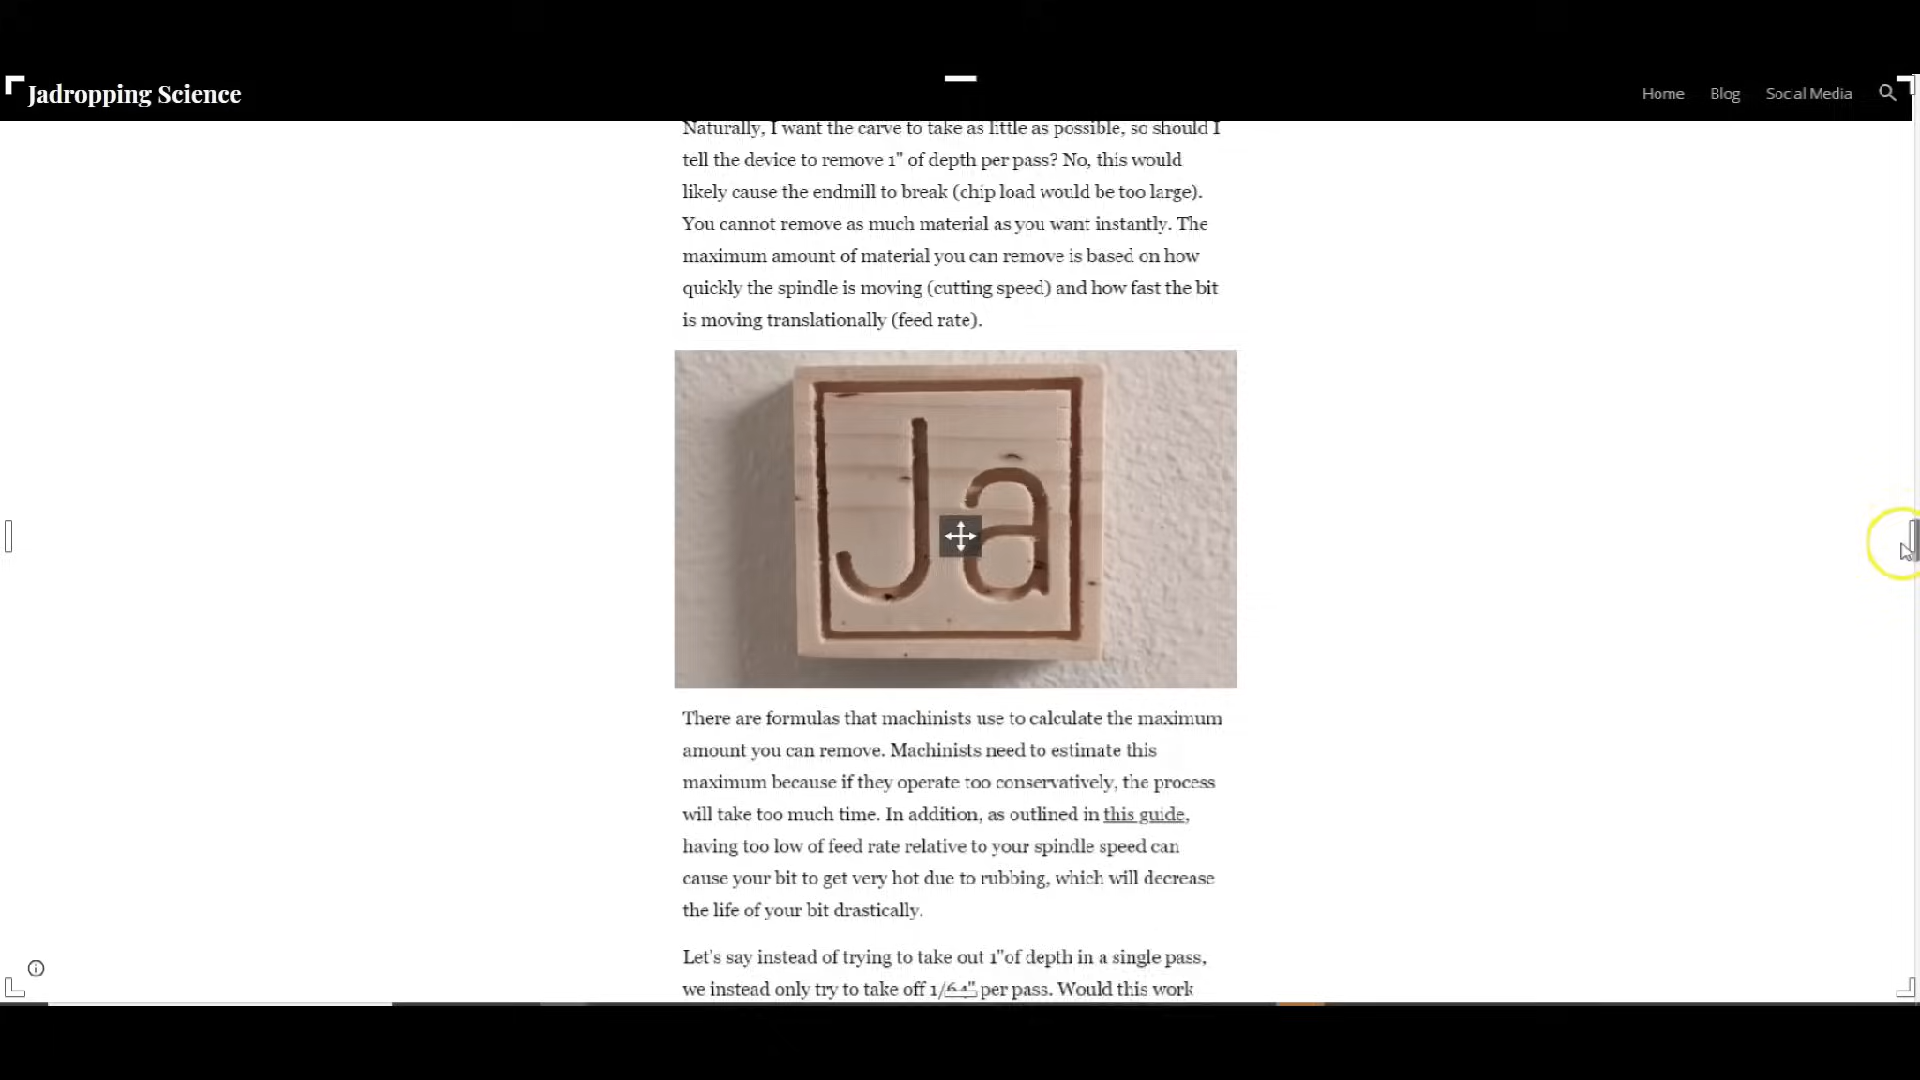 Jadropping Science
Home Blog Social Media
Naturally, I want the carve to take as little as possible, so should I
tell the device to remove 1" of depth per pass? No, this would
likely cause the endmill to break (chip load would be too large).
You cannot remove as much material as you want instantly. The
maximum amount of material you can remove is based on how
quickly the spindle is moving (cutting speed) and how fast the bit
is moving translationally (feed rate).
Ja
There are formulas that machinists use to calculate the maximum
amount you can remove. Machinists need to estimate this
maximum because if they operate too conservatively, the process
will take too much time. In addition, as outlined in this guide,
having too low of feed rate relative to your spindle speed can
cause your bit to get very hot due to rubbing, which will decrease
the life of your bit drastically.
Let's say instead of trying to take out 1"of depth in a single pass,
we instead only try to take off 1/64" per pass. Would this work